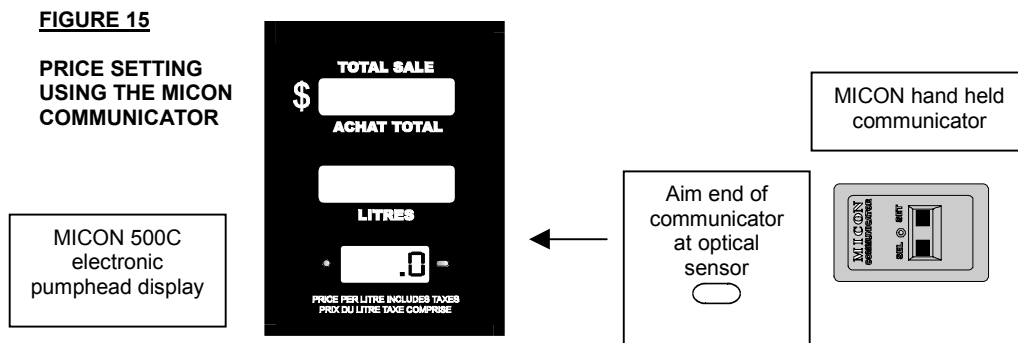 FIGURE 15
PRICE SETTING
USING THE MICON
COMMUNICATOR
TOTAL SALE
$
ACHAT TOTAL
LITRES
.0
PRICE PER LITRE INCLUDES TAXES
PRIX DU LITRE TAXE COMPRISE
MICON 500C
electronic
pumphead display
Aim end of
communicator
at optical
sensor
MICON hand held
communicator
MICON
COMMUNICATOR
SEL SET